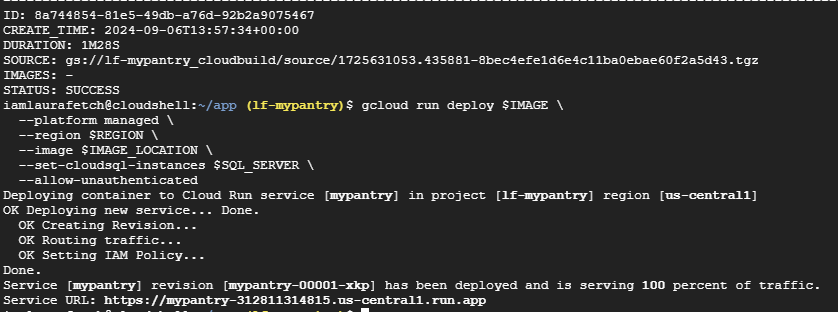 ID: 8a744854-81e5-49db-a76d-92b2a9075467
CREATE_TIME: 2024-09-06T13:57:34+00:00
DURATION: 1M28S
SOURCE: gs://lf-mypantry_cloudbuild/source/1725631053.435881-8bec4efe1d6e4c11ba0ebae60f2a5d43.tgz
IMAGES: -
STATUS: SUCCESS
iamlaurafetch@cloudshell:~/app (lf-mypantry)$ gcloud run deploy $IMAGE \
--platform managed \
--region $REGION \
--image $IMAGE_LOCATION \
--set-cloudsql-instances $SQL_SERVER \
--allow-unauthenticated
Deploying container to Cloud Run service [mypantry] in project [lf-mypantry] region [us-central1]
OK Deploying new service... Done.
OK Creating Revision...
OK Routing traffic...
OK Setting IAM Policy...
Done.
Service [mypantry] revision [mypantry-00001-xkp] has been deployed and is serving 100 percent of traffic.
Service URL: https://mypantry-312811314815.us-central1.run.app